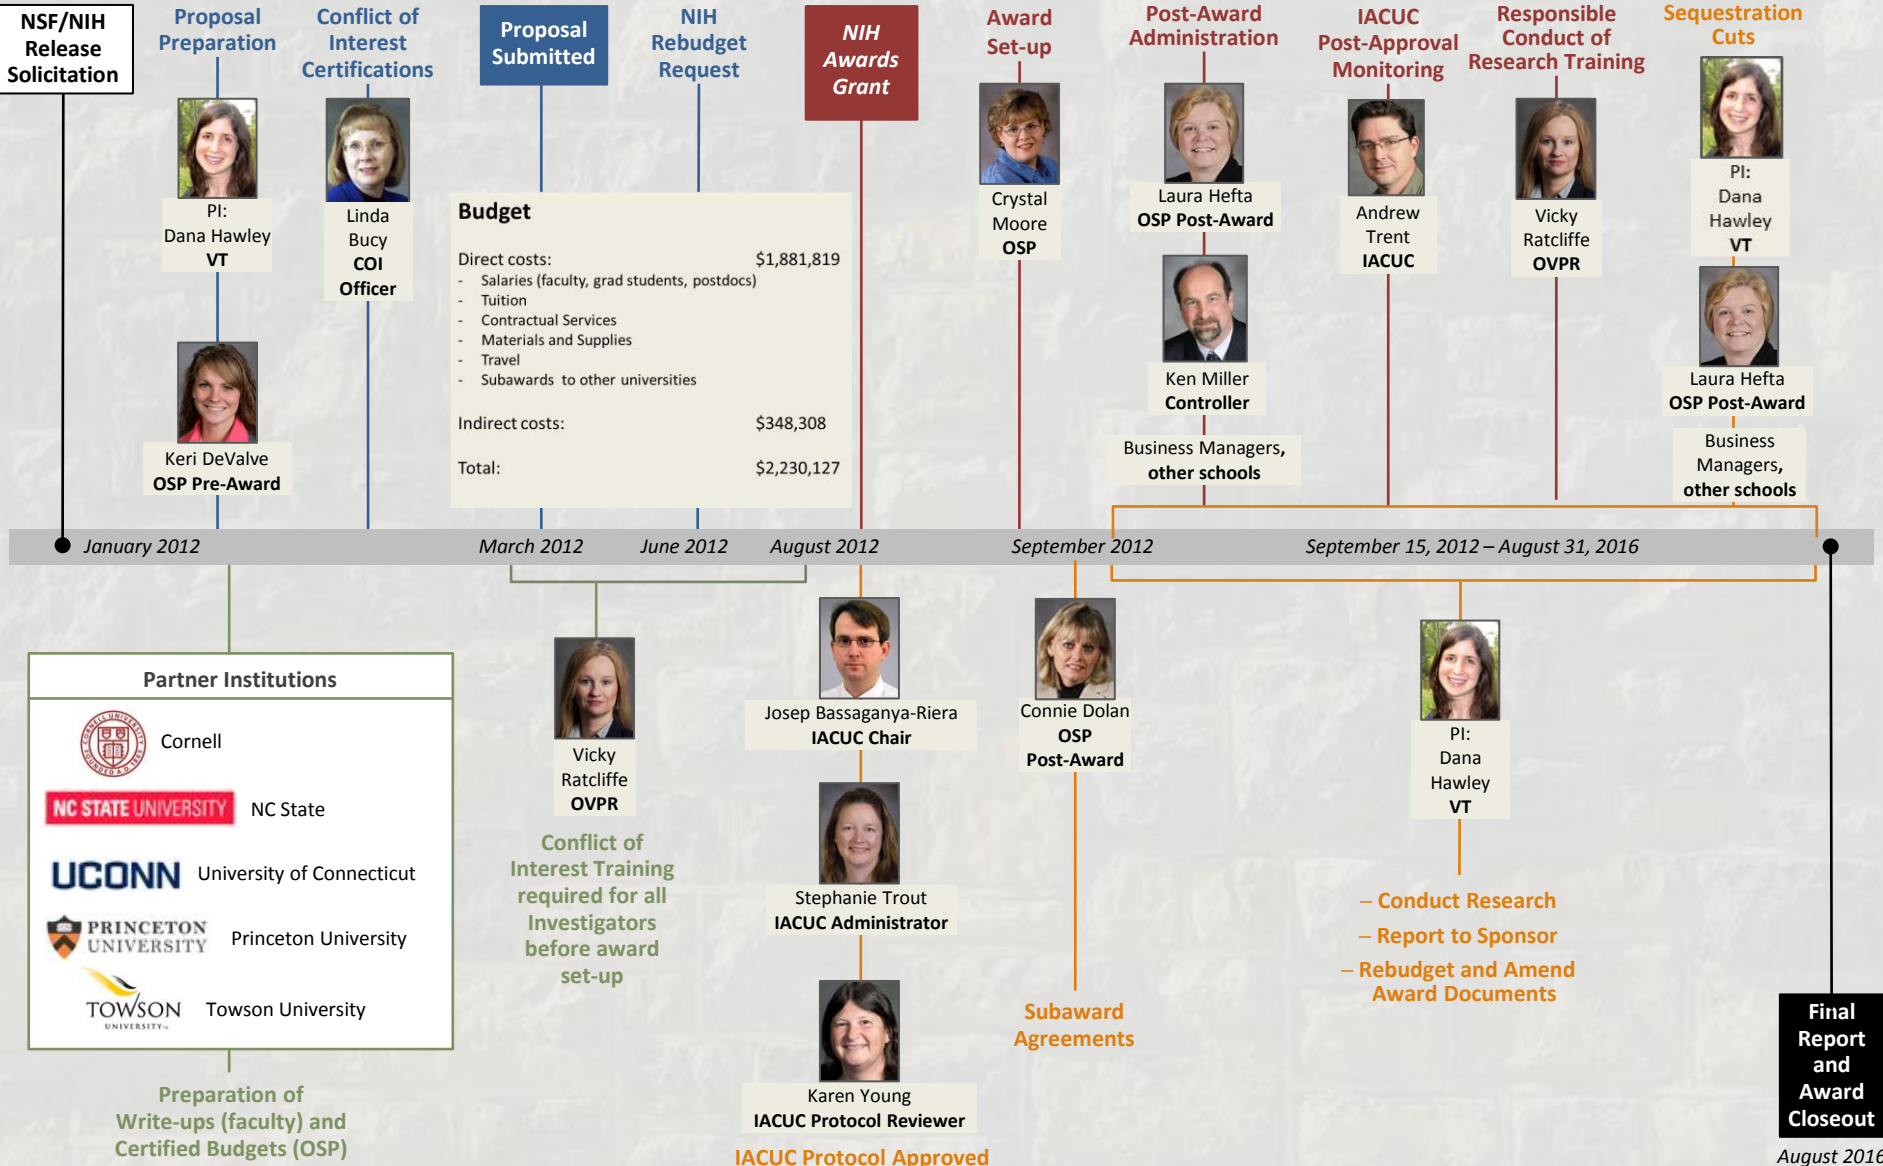 NSF/NIH
Release
Solicitation
Proposal
Preparation
PI:
Dana Hawley
VT
Keri DeValve
OSP Pre-Award
Conflict of
Interest
Certifications
Linda
Bucy
COI
Officer
Proposal
Submitted
NIH
Rebudget
Request
Budget
Direct costs: $1,881,819
- Salaries (faculty, grad students, postdocs)
- Tuition
- Contractual Services
- Materials and Supplies
- Travel
- Subawards to other universities
Indirect costs: $348,308
Total: $2,230,127
NIH
Awards
Grant
Award
Set-up
Crystal
Moore
OSP
Post-Award
Administration
Laura Hefta
OSP Post-Award
Ken Miller
Controller
Business Managers,
other schools
IACUC
Post-Approval
Monitoring
Andrew
Trent
IACUC
Responsible
Conduct of
Research Training
Vicky
Ratcliffe
OVPR
Sequestration
Cuts
PI:
Dana
Hawley
VT
Laura Hefta
OSP Post-Award
Business
Managers,
other schools
January 2012
March 2012
June 2012
August 2012
September 2012
September 15, 2012 – August 31, 2016
Partner Institutions
Cornell
NC STATE UNIVERSITY NC State
UCONN University of Connecticut
PRINCETON
UNIVERSITY Princeton University
TOWSON
UNIVERSITY Towson University
Preparation of
Write-ups (faculty) and
Certified Budgets (OSP)
Vicky
Ratcliffe
OVPR
Conflict of
Interest Training
required for all
Investigators
before award
set-up
Josep Bassaganya-Riera
IACUC Chair
Stephanie Trout
IACUC Administrator
Karen Young
IACUC Protocol Reviewer
IACUC Protocol Approved
Connie Dolan
OSP
Post-Award
Subaward
Agreements
PI:
Dana
Hawley
VT
– Conduct Research
– Report to Sponsor
– Rebudget and Amend
Award Documents
Final
Report
and
Award
Closeout
August 2016